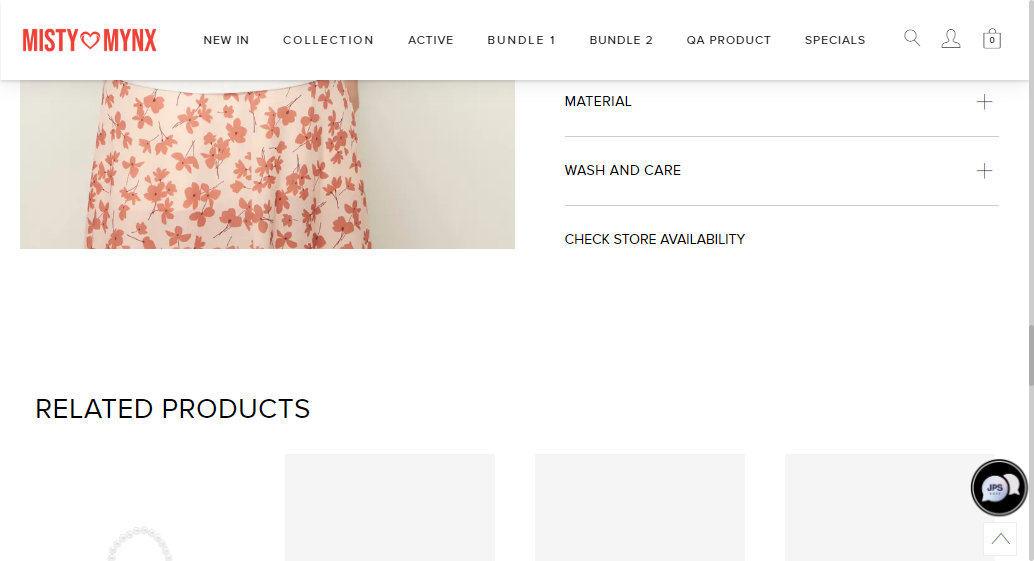 MISTY MYNX
NEW IN
COLLECTION
ACTIVE
BUNDLE 1
BUNDLE 2
QA PRODUCT
SPECIALS
0
MATERIAL
WASH AND CARE
CHECK STORE AVAILABILITY
RELATED PRODUCTS
JPS